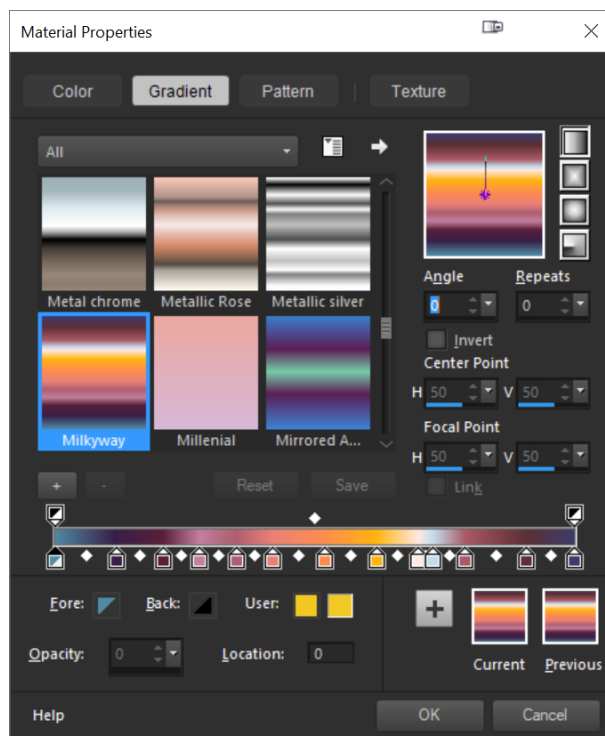 Material Properties
Color Gradient Pattern Texture
All
Metal chrome Metallic Rose Metallic silver
Angle Repeats
0 0
Invert
Center Point
H 50 V 50
Milkyway Millenial Mirrored A...
Focal Point
H 50 V 50
+ - Reset Save Link
Fore: Back: User:
Opacity: 0 Location: 0
Current Previous
Help OK Cancel